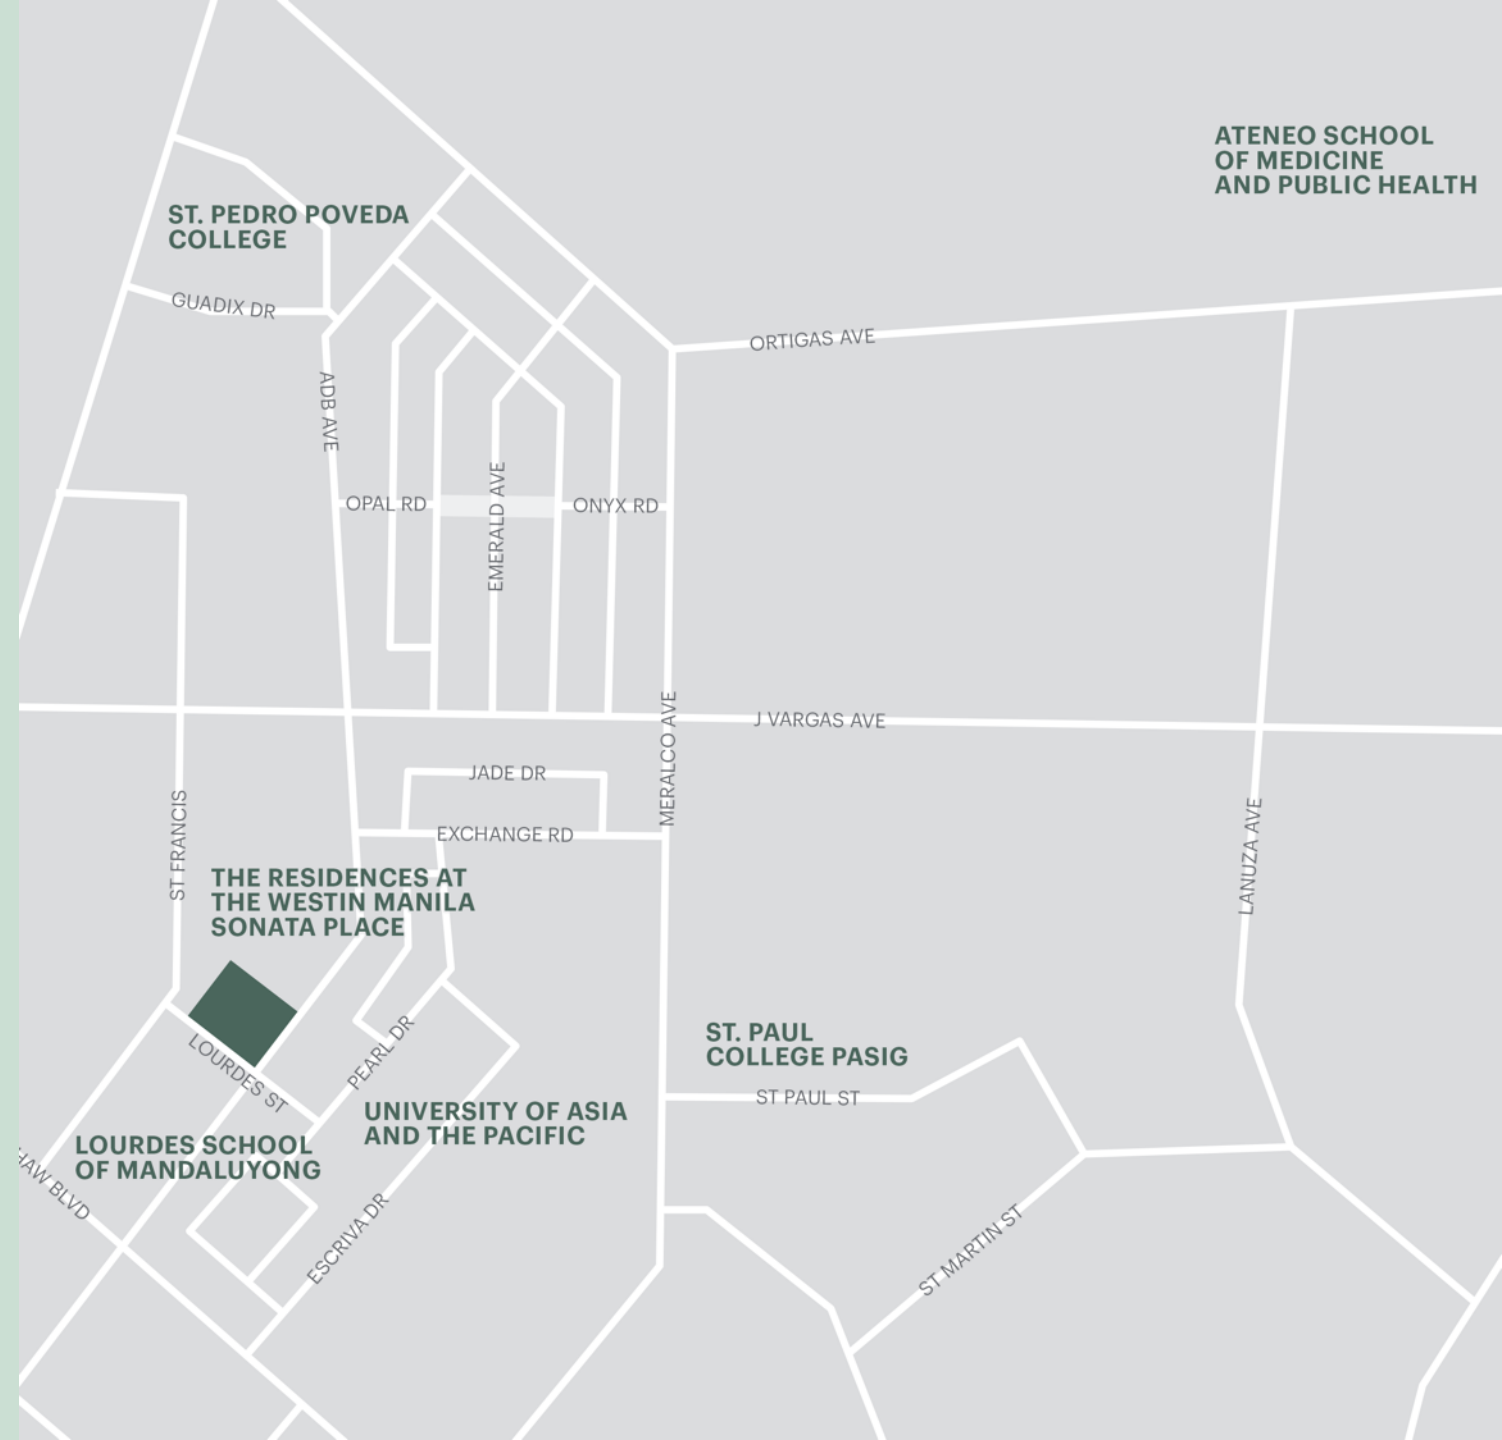 ATENEO SCHOOL
OF MEDICINE
AND PUBLIC HEALTH
ST. PEDRO POVEDA
COLLEGE
GUADIX DR
ORTIGAS AVE
ADB AVE
OPAL RD
EMERALD AVE
ONYX RD
MERALCO AVE
J VARGAS AVE
JADE DR
EXCHANGE RD
ST FRANCIS
LANUZA AVE
THE RESIDENCES AT
THE WESTIN MANILA
SONATA PLACE
LOURDES ST
PEARL DR
ST. PAUL
COLLEGE PASIG
ST PAUL ST
UNIVERSITY OF ASIA
AND THE PACIFIC
LOURDES SCHOOL
OF MANDALUYONG
HAW BLVD
ESCRIVA DR
ST MARTIN ST